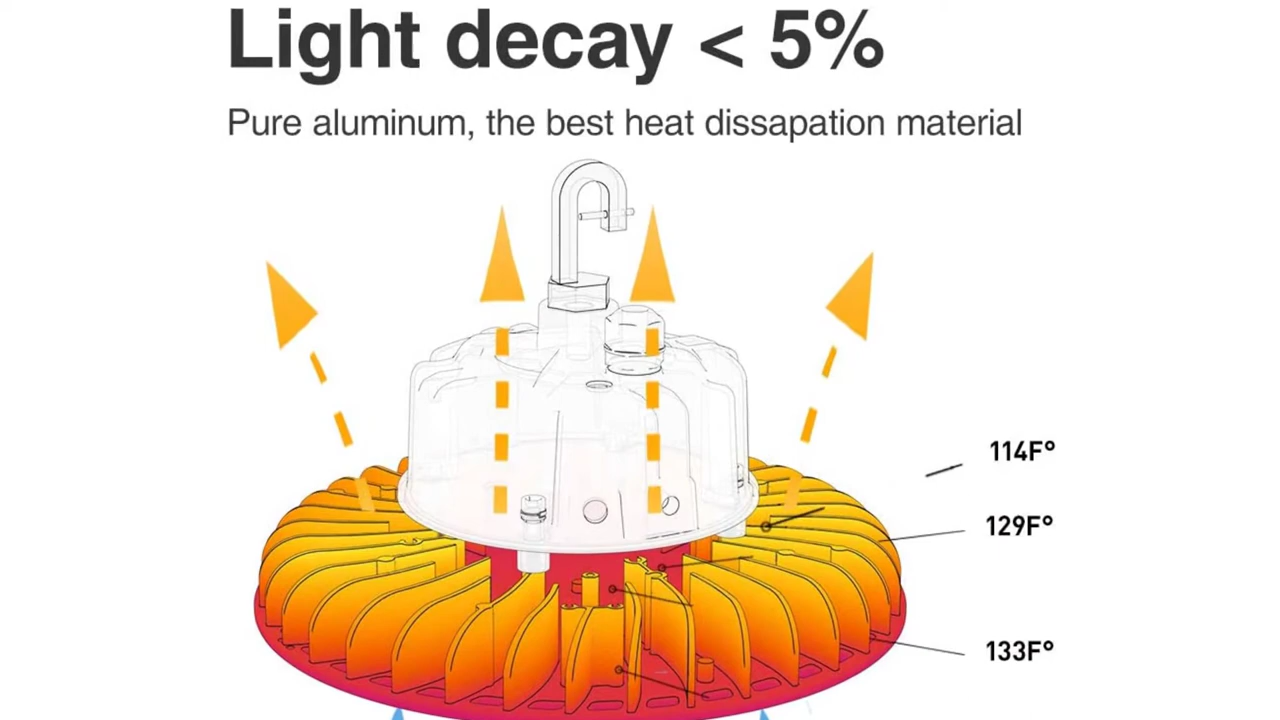 Light decay < 5%
Pure aluminum, the best heat dissapation material
114F°
129F°
133F°